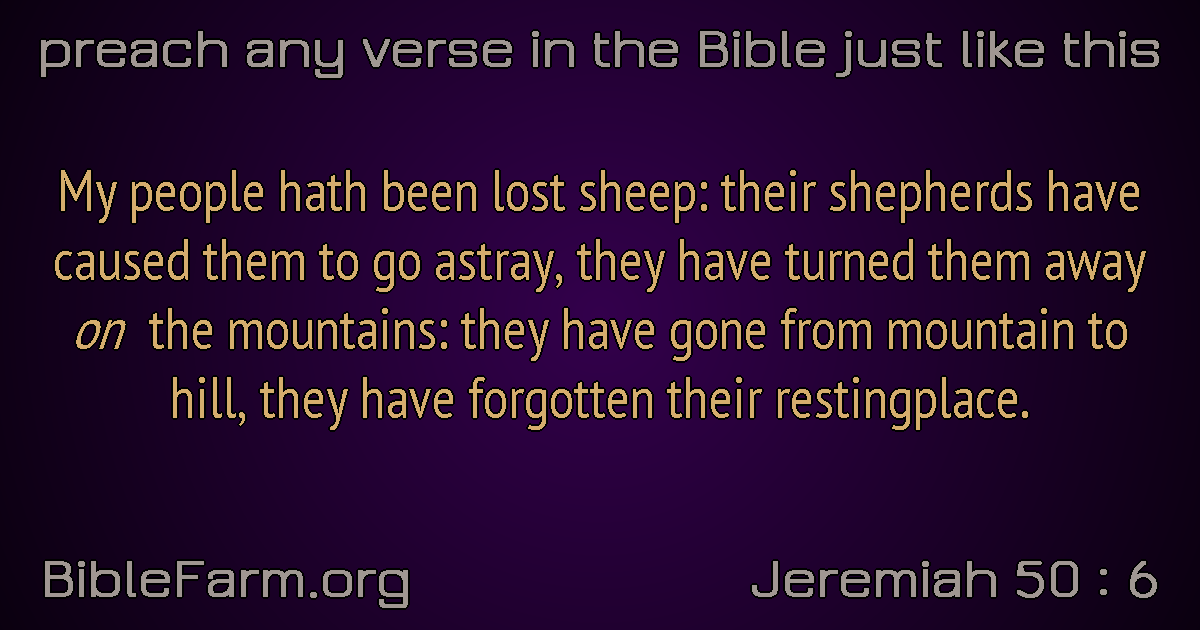 preach any verse in the Bible just like this
My people hath been lost sheep: their shepherds have
caused them to go astray, they have turned them away
on the mountains: they have gone from mountain to
hill, they have forgotten their restingplace.
BibleFarm.org
Jeremiah 50 : 6